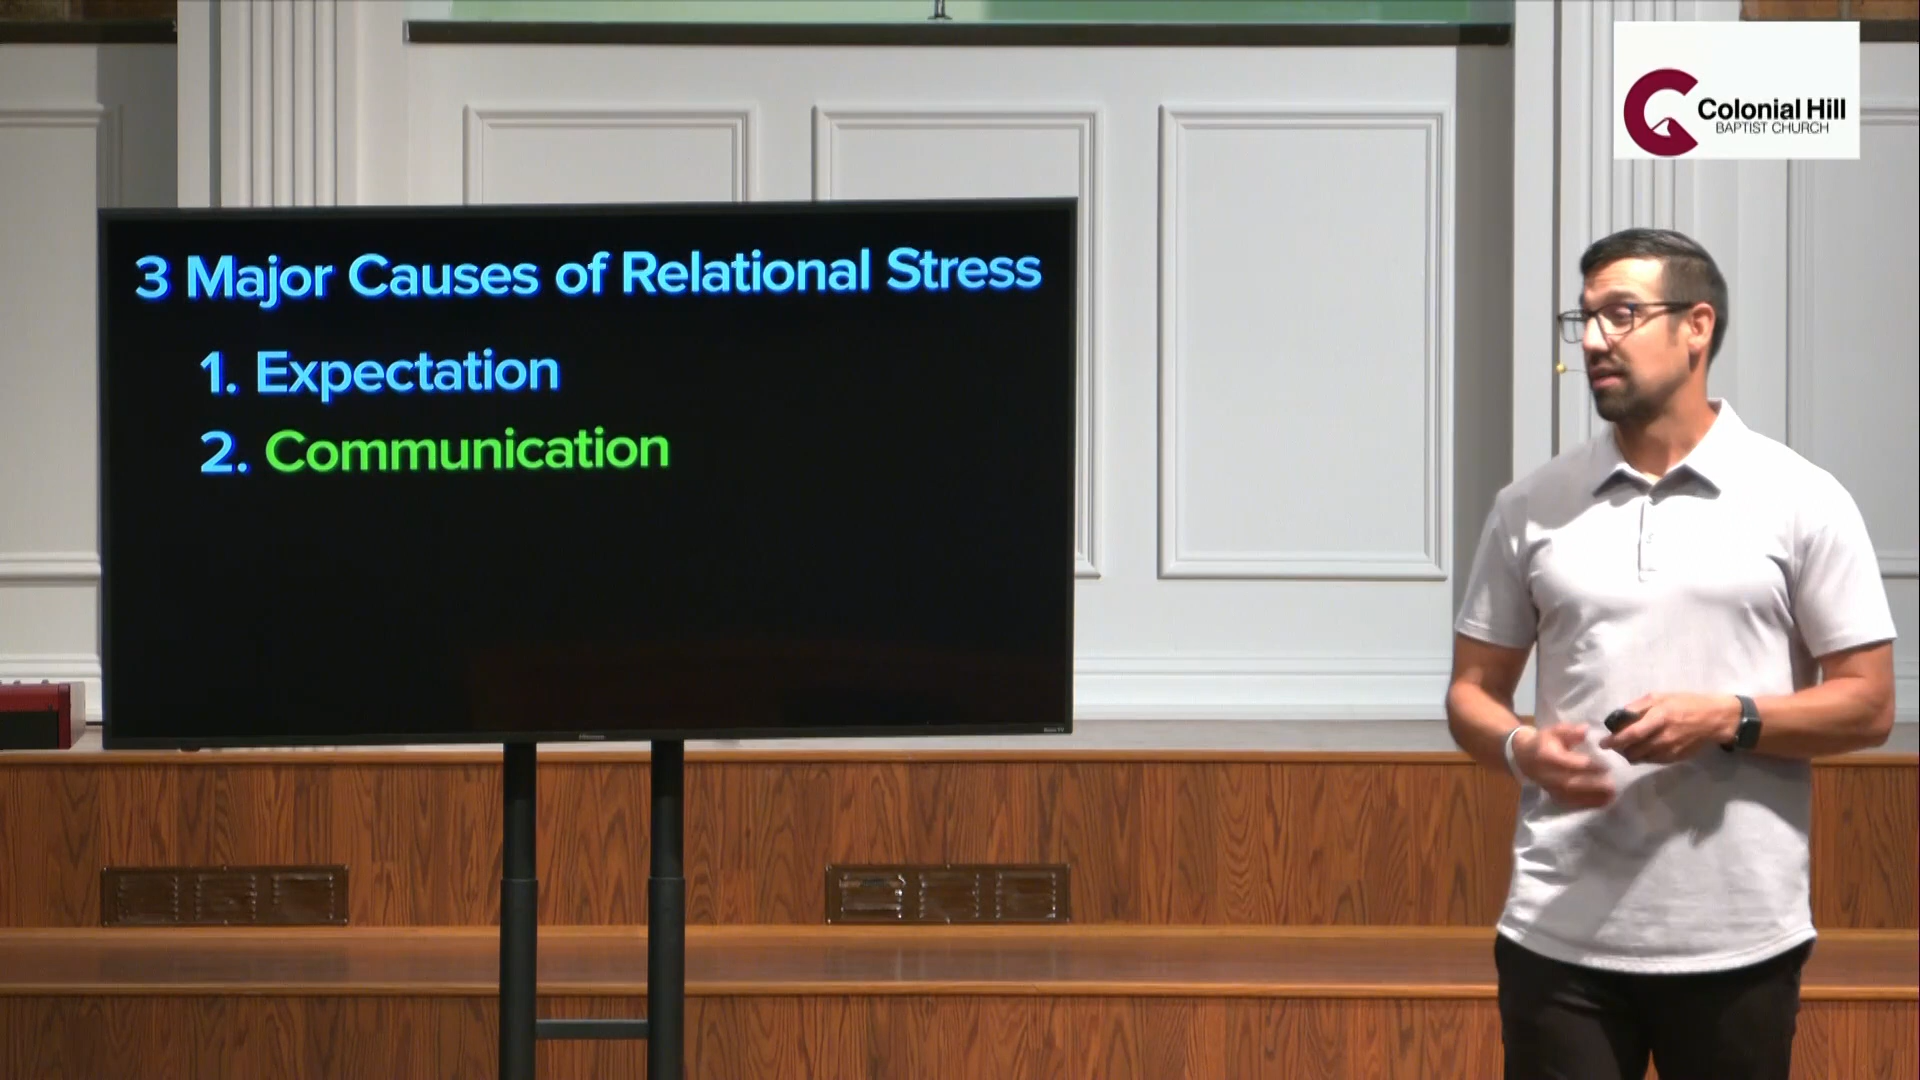 Colonial Hill
BAPTIST CHURCH
3 Major Causes of Relational Stress
1. Expectation
2. Communication